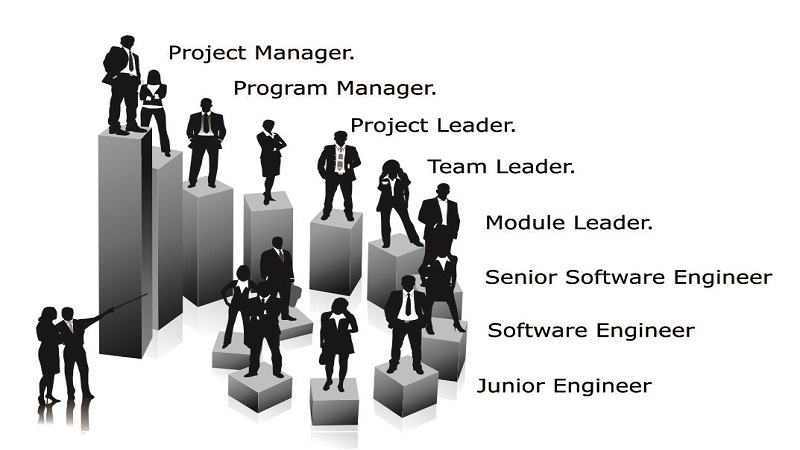 Project Manager.
Program Manager.
Project Leader.
Team Leader.
Module Leader.
Senior Software Engineer
Software Engineer
Junior Engineer